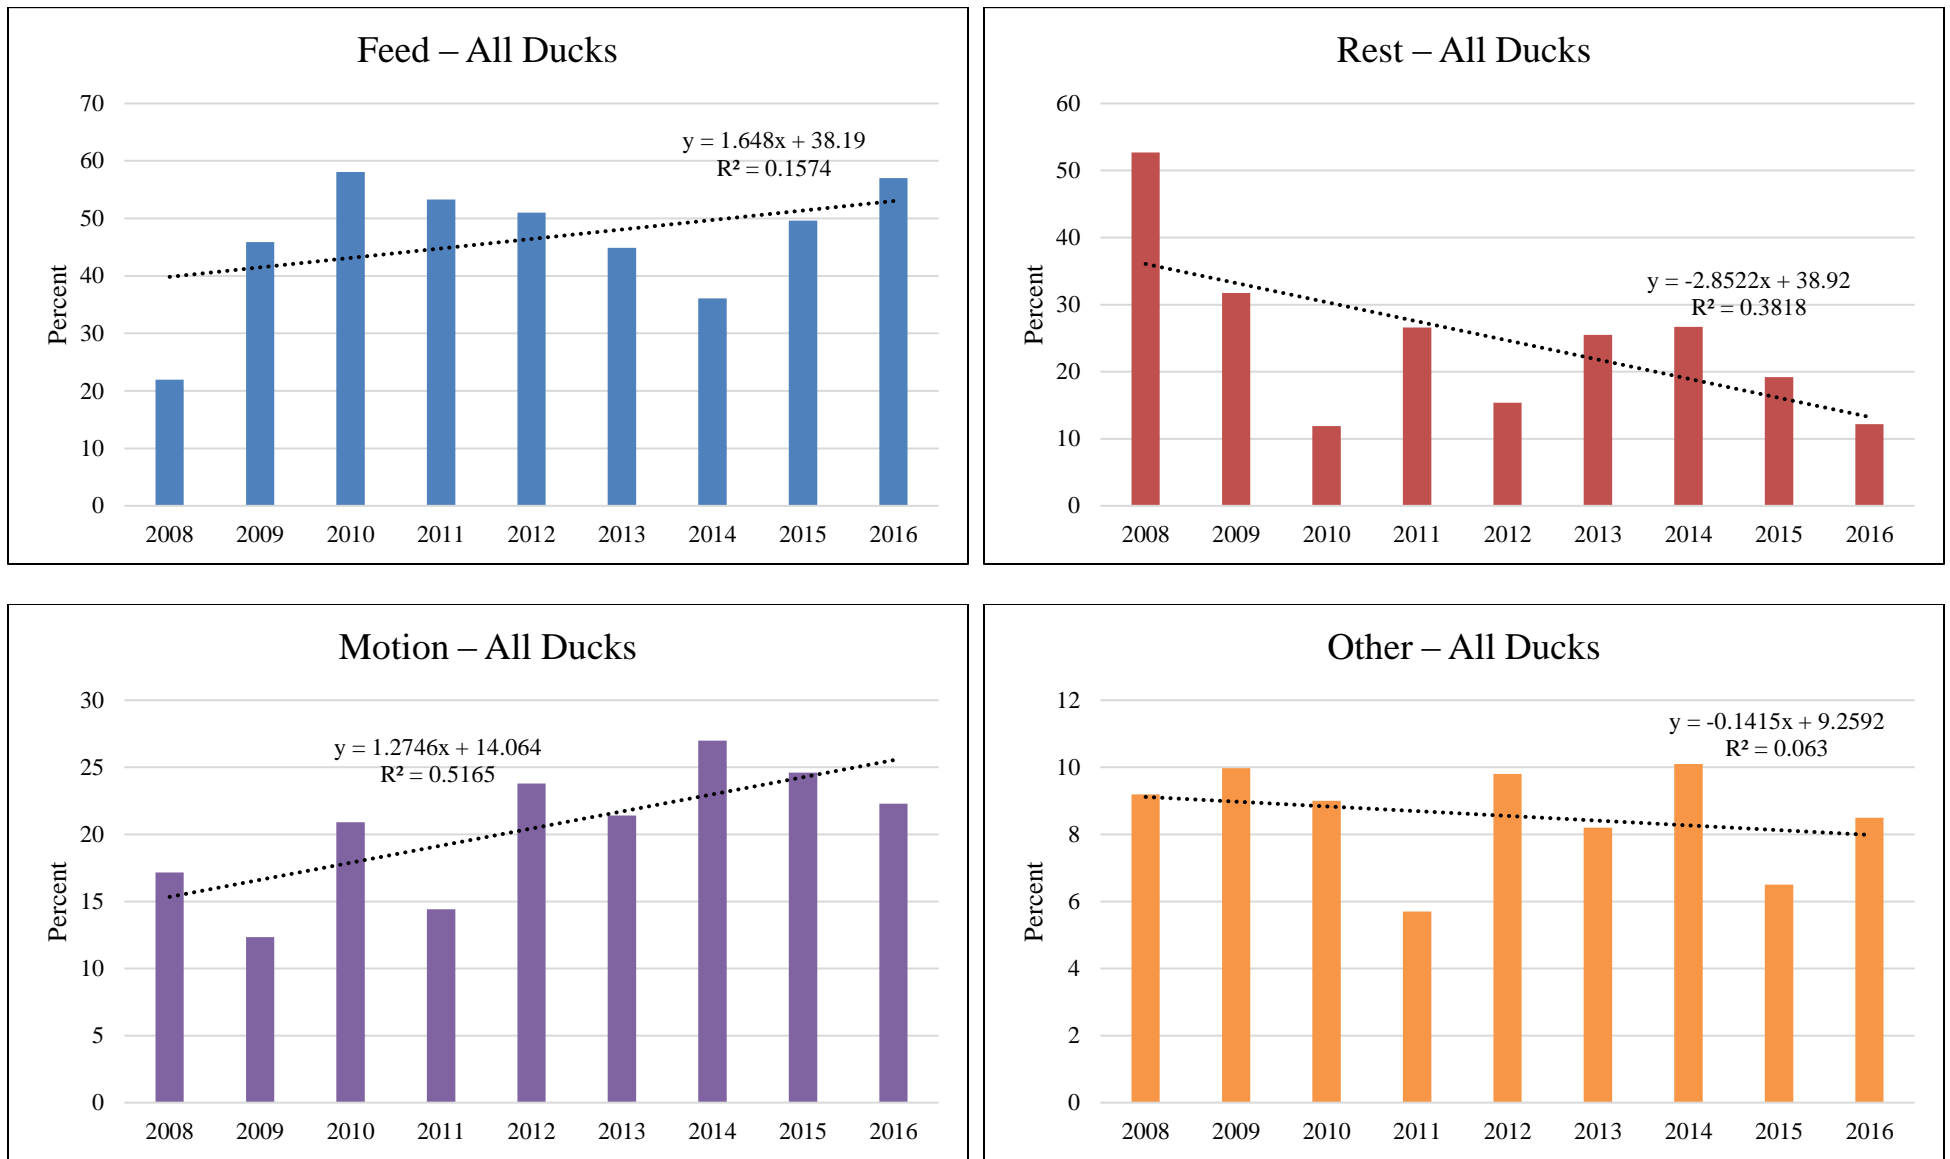 Feed – All Ducks
70
60
50
40
30
20
10
0
Percent
y = 1.648x + 38.19
R² = 0.1574
2008 2009 2010 2011 2012 2013 2014 2015 2016
Rest – All Ducks
60
50
40
30
20
10
0
Percent
y = -2.8522x + 38.92
R² = 0.3818
2008 2009 2010 2011 2012 2013 2014 2015 2016
Motion – All Ducks
30
25
20
15
10
5
0
Percent
y = 1.2746x + 14.064
R² = 0.5165
2008 2009 2010 2011 2012 2013 2014 2015 2016
Other – All Ducks
12
10
8
6
4
2
0
Percent
y = -0.1415x + 9.2592
R² = 0.063
2008 2009 2010 2011 2012 2013 2014 2015 2016